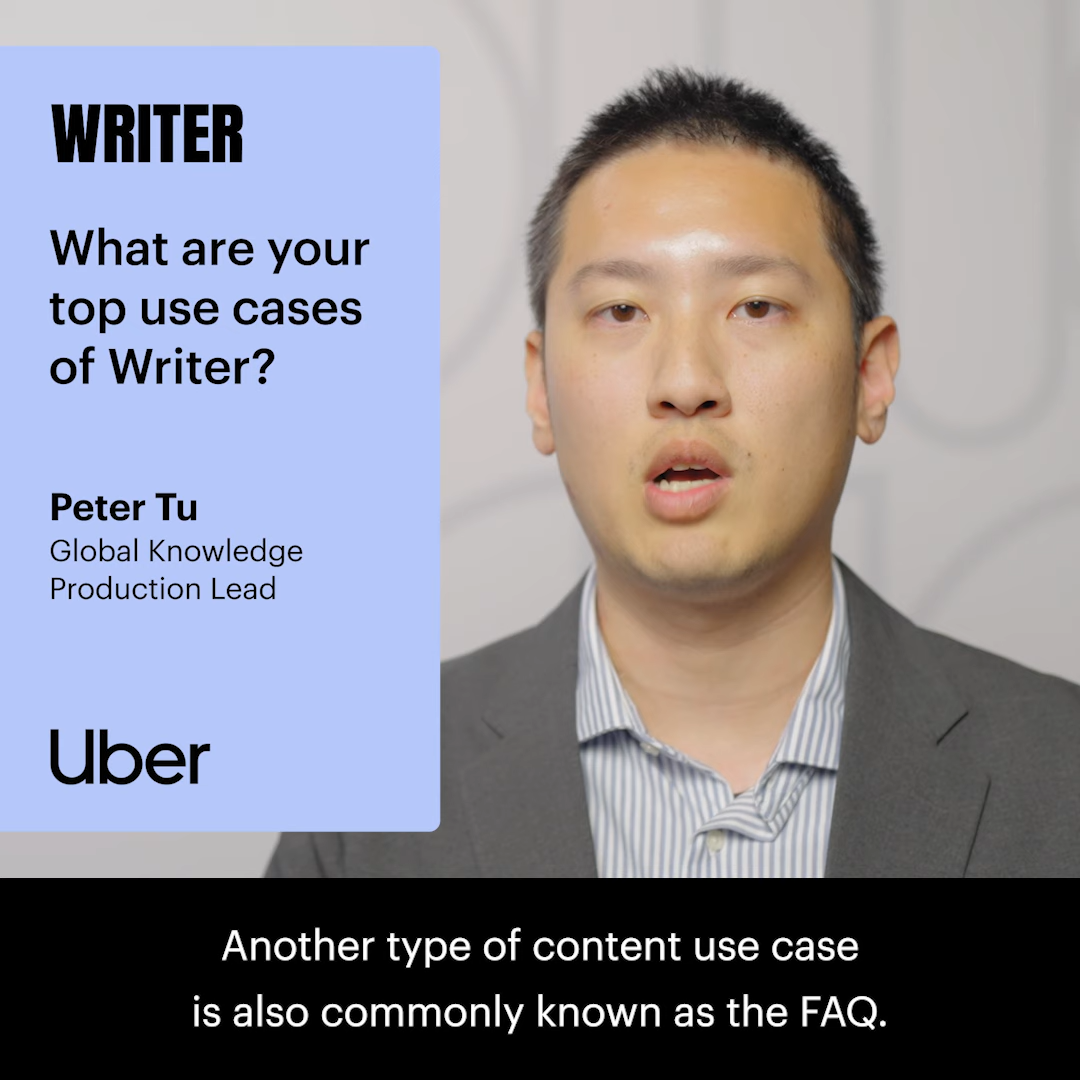 WRITER
What are your
top use cases
of Writer?
Peter Tu
Global Knowledge
Production Lead
Uber
Another type of content use case
is also commonly known as the FAQ.